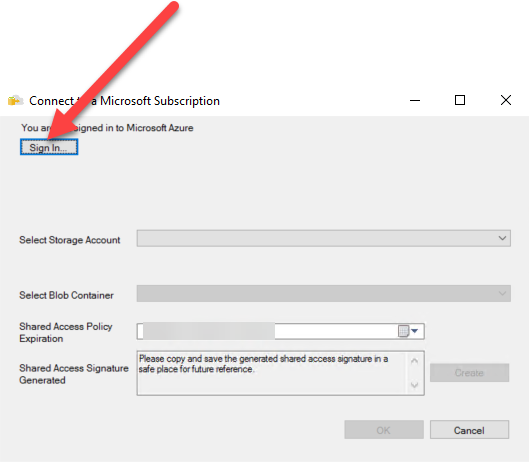 Connect to a Microsoft Subscription
You are signed in to Microsoft Azure
Sign In...
Select Storage Account
Select Blob Container
Shared Access Policy
Expiration
Shared Access Signature
Generated
Please copy and save the generated shared access signature in a
safe place for future reference.
Create
OK
Cancel